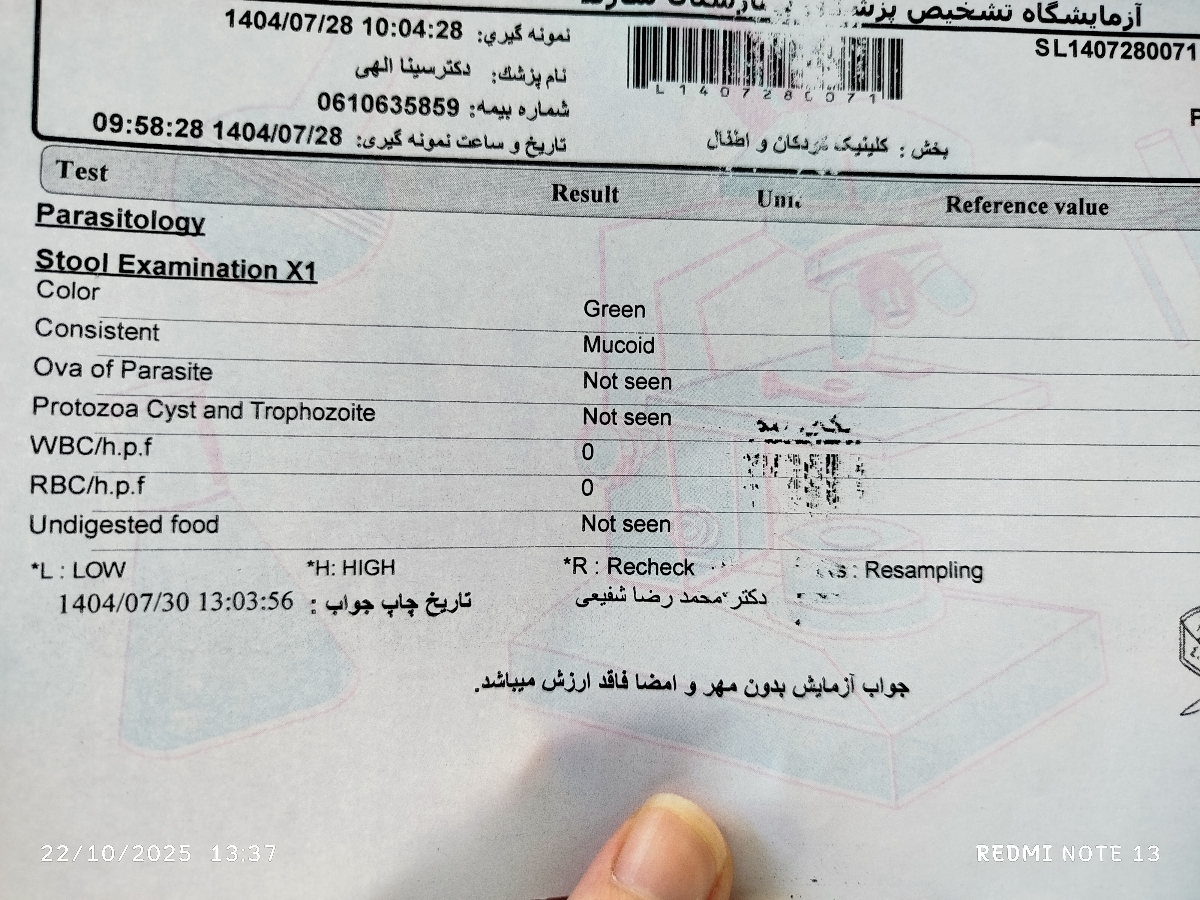 آزمایشگاه تشخیص
SL1407280071
نمونه گیری: 1404/07/28 10:04:28
نام پزشک: دکترسینا الهی
شماره بیمه: 0610635859
تاریخ و ساعت نمونه گیری: 1404/07/28 09:58:28
بخش : کلینیک کودکان و اطفال
Test Result Reference value
Parasitology
Stool Examination X1
Color Green
Consistent Mucoid
Ova of Parasite Not seen
Protozoa Cyst and Trophozoite Not seen
WBC/h.p.f 0
RBC/h.p.f 0
Undigested food Not seen
*L : LOW *H: HIGH *R : Recheck : Resampling
تاریخ چاپ جواب : 1404/07/30 13:03:56
دکتر محمد رضا شفیعی
جواب آزمایش بدون مهر و امضا فاقد ارزش میباشد.
22/10/2025 13:37
REDMI NOTE 13